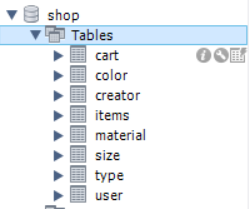 shop
Tables
cart
color
creator
items
material
size
type
user